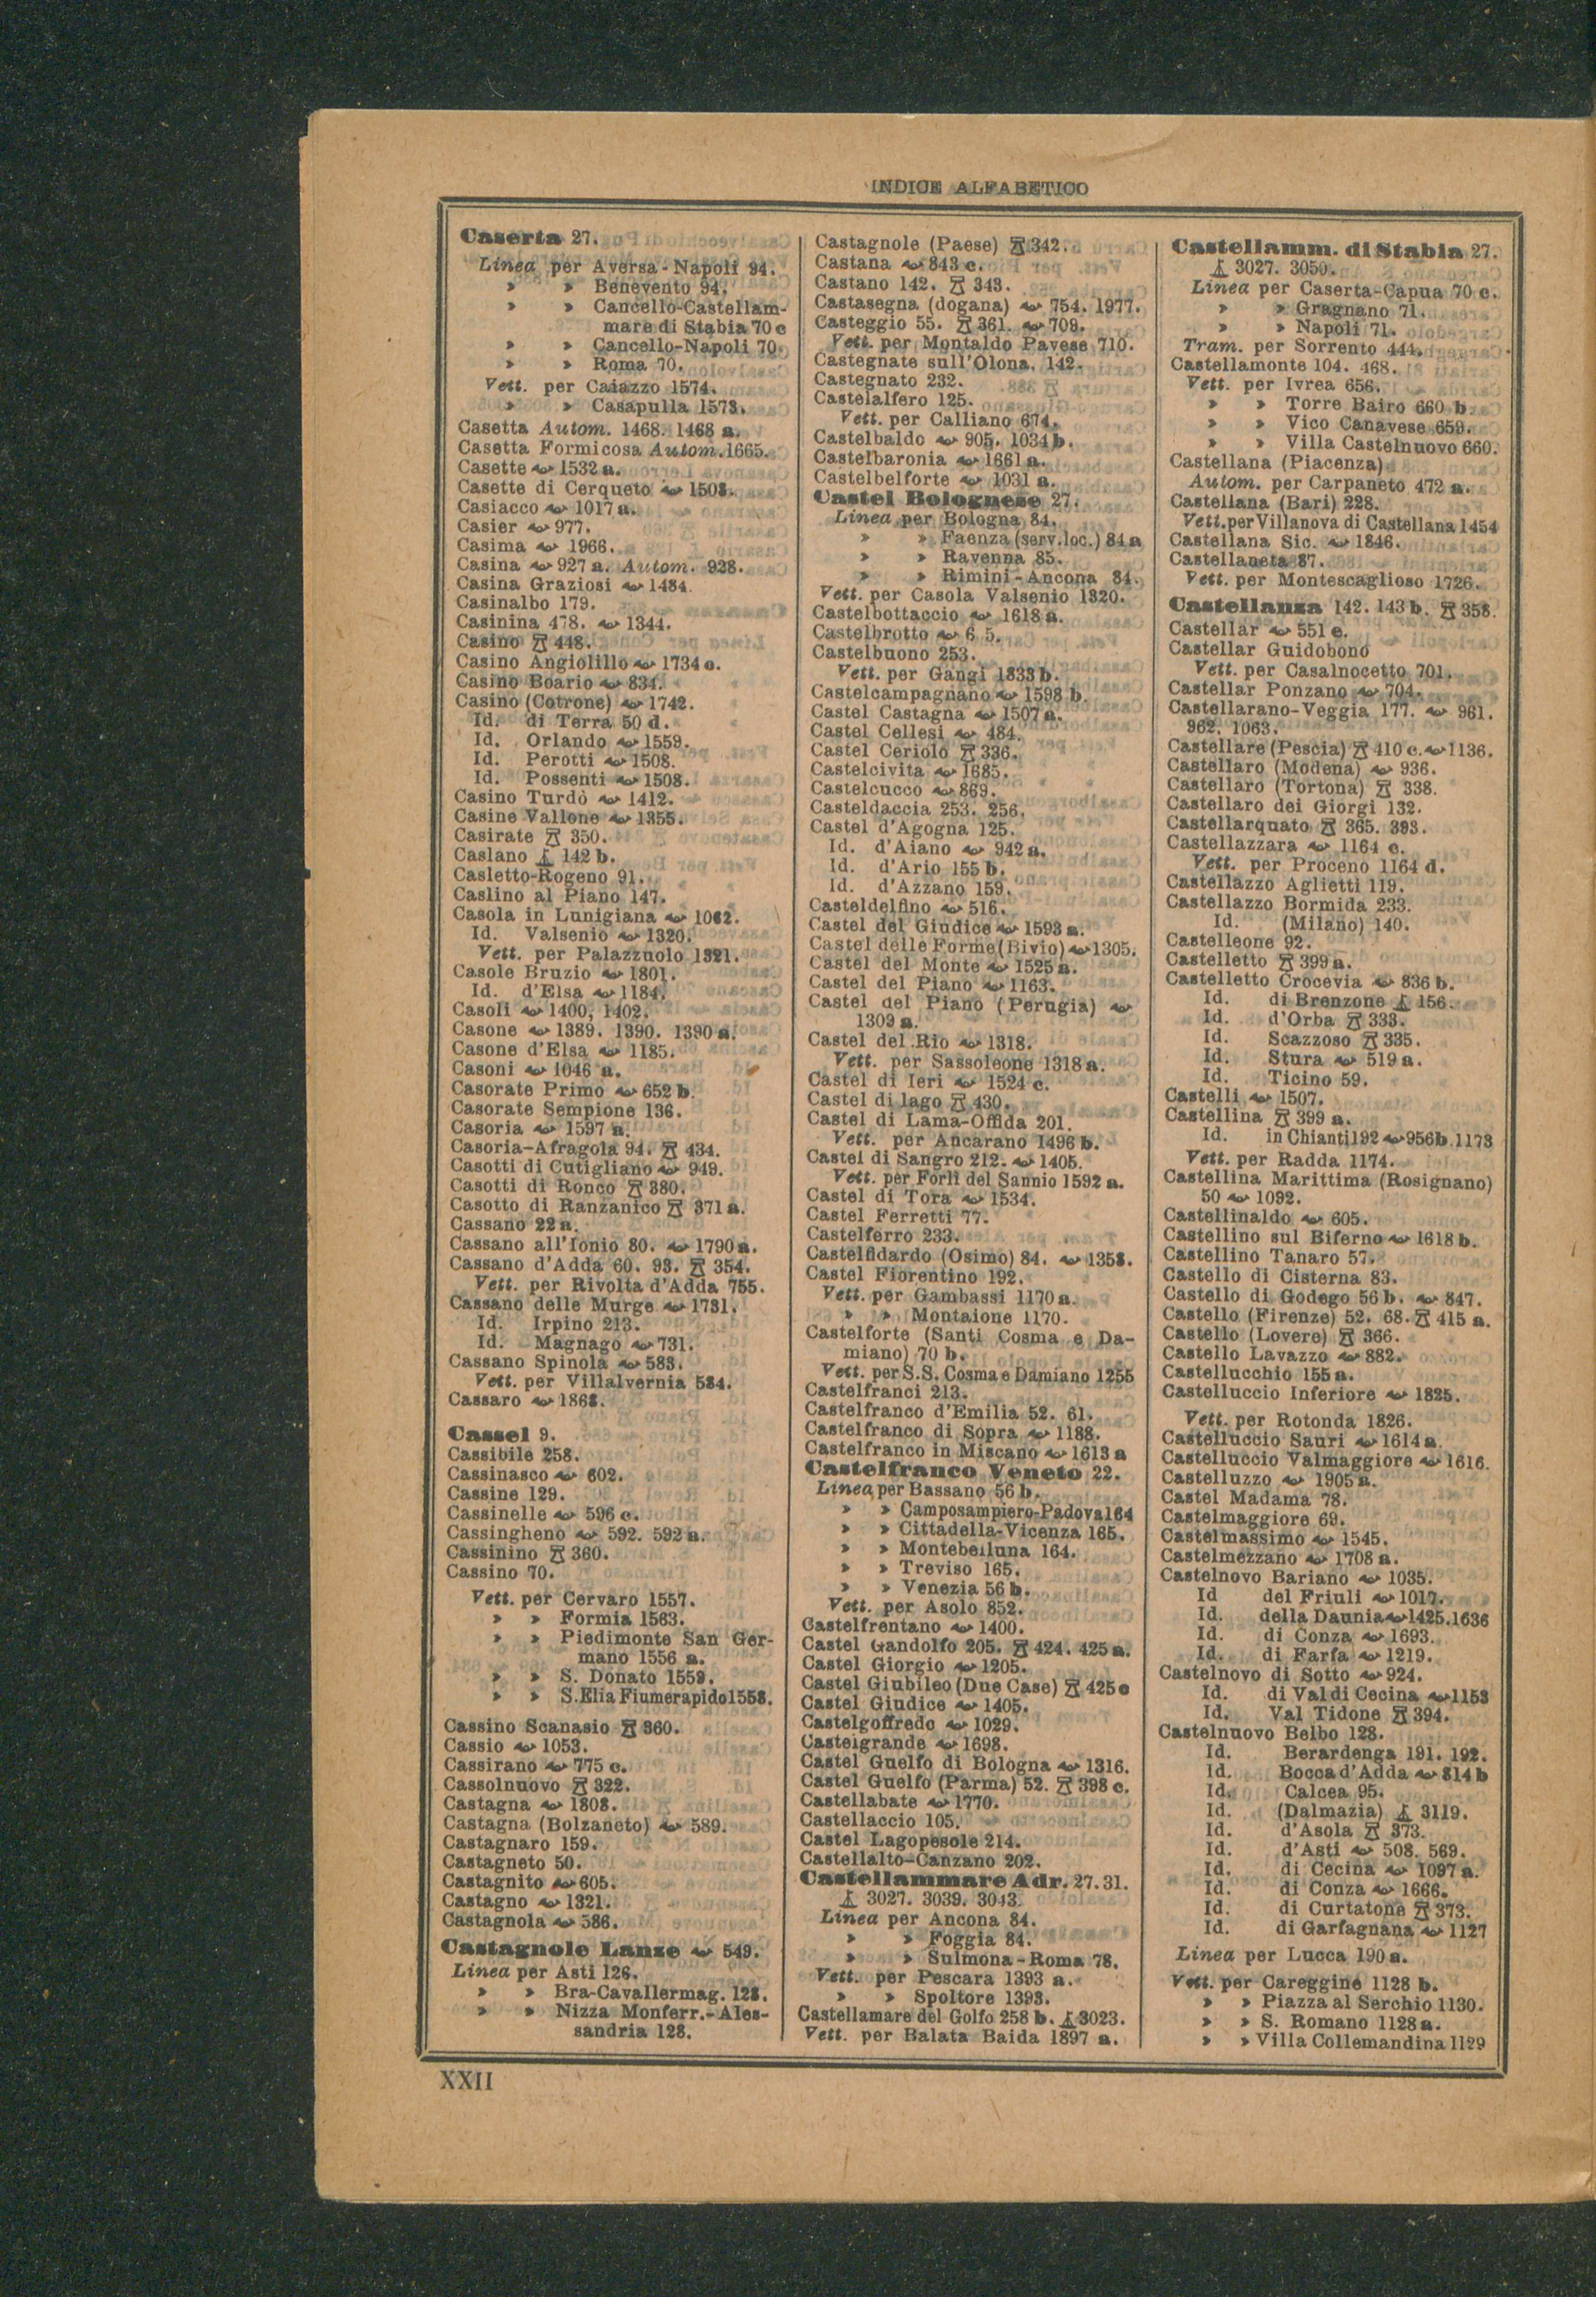 INDICE ALFABETICO
Caserta 27.
Linea per Aversa - Napoli 94.
» » Benevento 94.
» » Cancello-Castellam-
mare di Stabia 70 c
» » Cancello-Napoli 70.
» » Roma 70.
Vett. per Caiazzo 1574.
» » Casapulla 1573.
Casetta Autom. 1468. 1468 a.
Casetta Formicosa Autom. 1665.
Casette 1532 a.
Casette di Cerqueto 1508.
Casiacco 1017 a.
Casier 977.
Casima 1966.
Casina 927 a. Autom. 928.
Casina Graziosi 1484.
Casinalbo 179.
Casinina 478. 1344.
Casino 448.
Casino Angiolillo 1734 c.
Casino Boario 834.
Casino (Cotrone) 1742.
Id. di Terra 50 d.
Id. Orlando 1559.
Id. Perotti 1508.
Id. Possenti 1508.
Casino Turdò 1412.
Casine Vallone 1355.
Casirate 350.
Caslano 142 b.
Casletto-Rogeno 91.
Caslino al Piano 147.
Casola in Lunigiana 1062.
Id. Valsenio 1320.
Vett. per Palazzuolo 1321.
Casole Bruzio 1801.
Id. d'Elsa 1184.
Casoli 1400, 1402.
Casone 1389. 1390. 1390 a.
Casone d'Elsa 1185.
Casoni 1046 a.
Casorate Primo 652 b.
Casorate Sempione 136.
Casoria 1597 a.
Casoria-Afragola 94. 434.
Casotti di Cutigliano 949.
Casotti di Ronco 380.
Casotto di Ranzanico 371 a.
Cassano 22 a.
Cassano all'Ionio 80. 1790 a.
Cassano d'Adda 60. 93. 354.
Vett. per Rivolta d'Adda 755.
Cassano delle Murge 1731.
Id. Irpino 213.
Id. Magnago 731.
Cassano Spinola 583.
Vett. per Villalvernia 584.
Cassaro 1868.
Cassel 9.
Cassibile 258.
Cassinasco 602.
Cassine 129.
Cassinelle 596 c.
Cassingheno 592. 592 a.
Cassinino 360.
Cassino 70.
Vett. per Cervaro 1557.
» » Formia 1563.
» » Piedimonte San Ger-
mano 1556 a.
» » S. Donato 1559.
» » S. Elia Fiumerapido 1558.
Cassino Scanasio 360.
Cassio 1053.
Cassirano 775 c.
Cassolnuovo 322.
Castagna 1808.
Castagna (Bolzaneto) 589.
Castagnaro 159.
Castagneto 50.
Castagnito 605.
Castagno 1321.
Castagnola 586.
Castagnole Lanze 549.
Linea per Asti 126.
» » Bra-Cavallermag. 128.
» » Nizza Monferr.-Ales-
sandria 128.
Castagnole (Paese) 342.
Castana 843 c.
Castano 142. 343.
Castasegna (dogana) 754. 1977.
Casteggio 55. 361. 709.
Vett. per Montaldo Pavese 710.
Castegnate sull'Olona. 142.
Castegnato 232.
Castelalfero 125.
Vett. per Calliano 674.
Castelbaldo 905. 1034 b.
Castelbaronia 1661 a.
Castelbelforte 1031 a.
Castel Bolognese 27.
Linea per Bologna 84.
» » Faenza (serv. loc.) 84 a
» » Ravenna 85.
» » Rimini - Ancona 84.
Vett. per Casola Valsenio 1320.
Castelbottaccio 1618 a.
Castelbrotto 6 5.
Castelbuono 253.
Vett. per Gangi 1833 b.
Castelcampagnano 1598 b.
Castel Castagna 1507 a.
Castel Cellesi 484.
Castel Ceriolo 336.
Castelcivita 1685.
Castelcucco 869.
Casteldaccia 253. 256.
Castel d'Agogna 125.
Id. d'Aiano 942 a.
Id. d'Ario 155 b.
Id. d'Azzano 159.
Casteldelfino 516.
Castel del Giudice 1593 a.
Castel delle Forme (Bivio) 1305.
Castel del Monte 1525 a.
Castel del Piano 1163.
Castel del Piano (Perugia)
1309 a.
Castel del Rio 1318.
Vett. per Sassoleone 1318 a.
Castel di Ieri 1524 c.
Castel di lago 430.
Castel di Lama-Offida 201.
Vett. per Ancarano 1496 b.
Castel di Sangro 212. 1405.
Vett. per Forlì del Sannio 1592 a.
Castel di Tora 1534.
Castel Ferretti 77.
Castelferro 233.
Castelfidardo (Osimo) 84. 1358.
Castel Fiorentino 192.
Vett. per Gambassi 1170 a.
» » Montaione 1170.
Castelforte (Santi Cosma e Da-
miano) 70 b.
Vett. per S.S. Cosma e Damiano 1255
Castelfranci 213.
Castelfranco d'Emilia 52. 61.
Castelfranco di Sopra 1188.
Castelfranco in Miscano 1613 a
Castelfranco Veneto 22.
Linea per Bassano 56 b.
» » Camposampiero-Padova 164
» » Cittadella-Vicenza 165.
» » Montebelluna 164.
» » Treviso 165.
» » Venezia 56 b.
Vett. per Asolo 852.
Castelfrentano 1400.
Castel Gandolfo 205. 424. 425 a.
Castel Giorgio 1205.
Castel Giubileo (Due Case) 425 c
Castel Giudice 1405.
Castelgoffredo 1029.
Castelgrande 1698.
Castel Guelfo di Bologna 1316.
Castel Guelfo (Parma) 52. 398 c.
Castellabate 1770.
Castellaccio 105.
Castel Lagopesole 214.
Castellalto-Canzano 202.
Castellammare Adr. 27. 31.
3027. 3039. 3043.
Linea per Ancona 84.
» » Foggia 84.
» » Sulmona - Roma 78.
Vett. per Pescara 1393 a.
» » Spoltore 1393.
Castellamare del Golfo 258 b. 3023.
Vett. per Balata Baida 1897 a.
Castellamm. di Stabia 27.
3027. 3050.
Linea per Caserta-Capua 70 c.
» » Gragnano 71.
» » Napoli 71.
Tram. per Sorrento 444.
Castellamonte 104. 468.
Vett. per Ivrea 656.
» » Torre Bairo 660 b.
» » Vico Canavese 659.
» » Villa Castelnuovo 660.
Castellana (Piacenza)
Autom. per Carpaneto 472 a.
Castellana (Bari) 228.
Vett. per Villanova di Castellana 1454
Castellana Sic. 1846.
Castellaneta 87.
Vett. per Montescaglioso 1726.
Castellanza 142. 143 b. 358.
Castellar 551 e.
Castellar Guidobono
Vett. per Casalnocetto 701.
Castellar Ponzano 704.
Castellarano-Veggia 177. 961.
962. 1063.
Castellare (Pescia) 410 c. 1136.
Castellaro (Modena) 936.
Castellaro (Tortona) 338.
Castellaro dei Giorgi 132.
Castellarquato 365. 393.
Castellazzara 1164 c.
Vett. per Proceno 1164 d.
Castellazzo Aglietti 119.
Castellazzo Bormida 233.
Id. (Milano) 140.
Castelleone 92.
Castelletto 399 a.
Castelletto Crocevia 836 b.
Id. di Brenzone 156.
Id. d'Orba 333.
Id. Scazzoso 335.
Id. Stura 519 a.
Id. Ticino 59.
Castelli 1507.
Castellina 399 a.
Id. in Chianti 192 956b. 1173
Vett. per Radda 1174.
Castellina Marittima (Rosignano)
50 1092.
Castellinaldo 605.
Castellino sul Biferno 1618 b.
Castellino Tanaro 57.
Castello di Cisterna 83.
Castello di Godego 56 b. 847.
Castello (Firenze) 52. 68. 415 a.
Castello (Lovere) 366.
Castello Lavazzo 882.
Castellucchio 155 a.
Castelluccio Inferiore 1825.
Vett. per Rotonda 1826.
Castelluccio Sauri 1614 a.
Castelluccio Valmaggiore 1616.
Castelluzzo 1905 a.
Castel Madama 78.
Castelmaggiore 69.
Castelmassimo 1545.
Castelmezzano 1708 a.
Castelnovo Bariano 1035.
Id del Friuli 1017.
Id. della Daunia 1425. 1636
Id. di Conza 1693.
Id. di Farfa 1219.
Castelnovo di Sotto 924.
Id. di Val di Cecina 1153
Id. Val Tidone 394.
Castelnuovo Belbo 128.
Id. Berardenga 191. 192.
Id. Bocca d'Adda 814 b
Id. Calcea 95.
Id. (Dalmazia) 3119.
Id. d'Asola 373.
Id. d'Asti 508. 569.
Id. di Cecina 1097 a.
Id. di Conza 1666.
Id. di Curtatone 373.
Id. di Garfagnana 1127
Linea per Lucca 190 a.
Vett. per Careggine 1128 b.
» » Piazza al Serchio 1130.
» » S. Romano 1128 a.
» » Villa Collemandina 1129
XXII